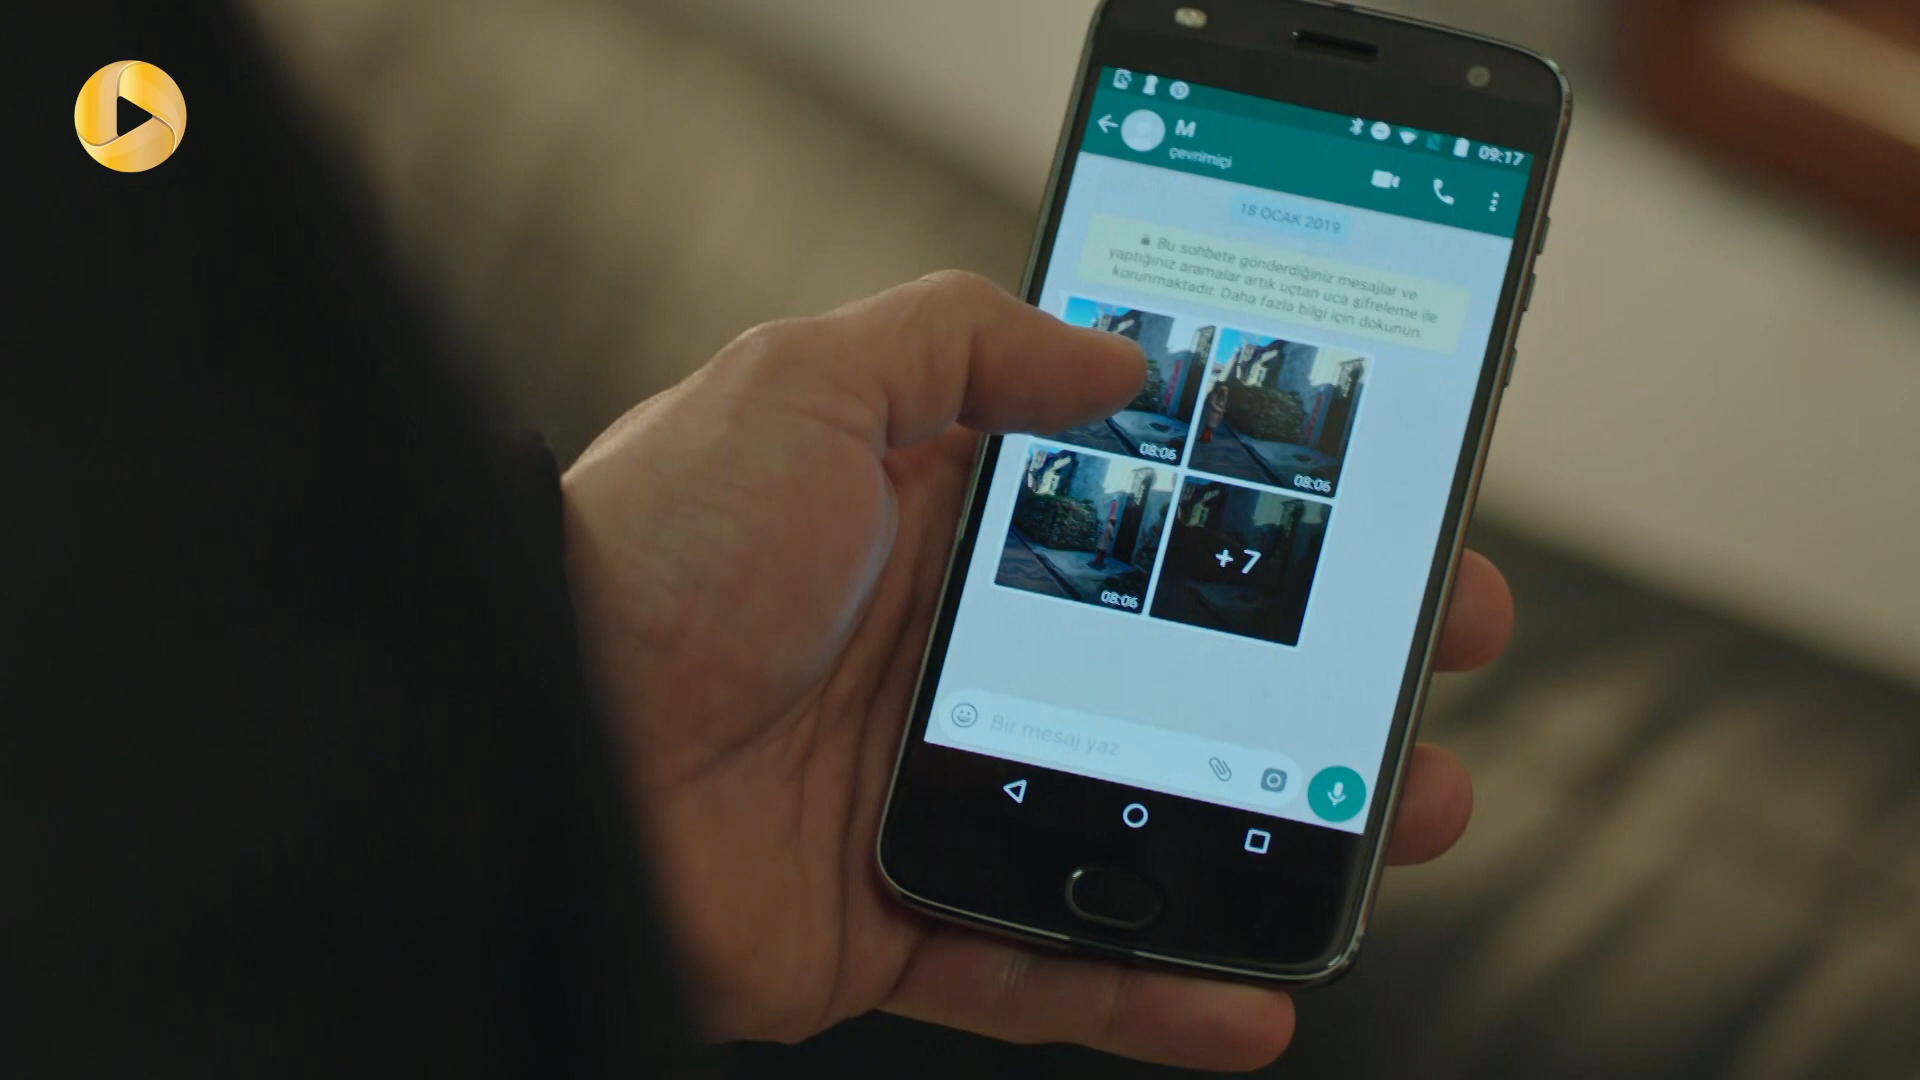 09:17
M
çevrimiçi
18 OCAK 2019
Bu sohbete gönderdiğiniz mesajlar ve
yaptığınız aramalar artık uçtan uca şifreleme ile
korunmaktadır. Daha fazla bilgi için dokunun.
08:06
08:06
08:06
+ 7
Bir mesaj yaz